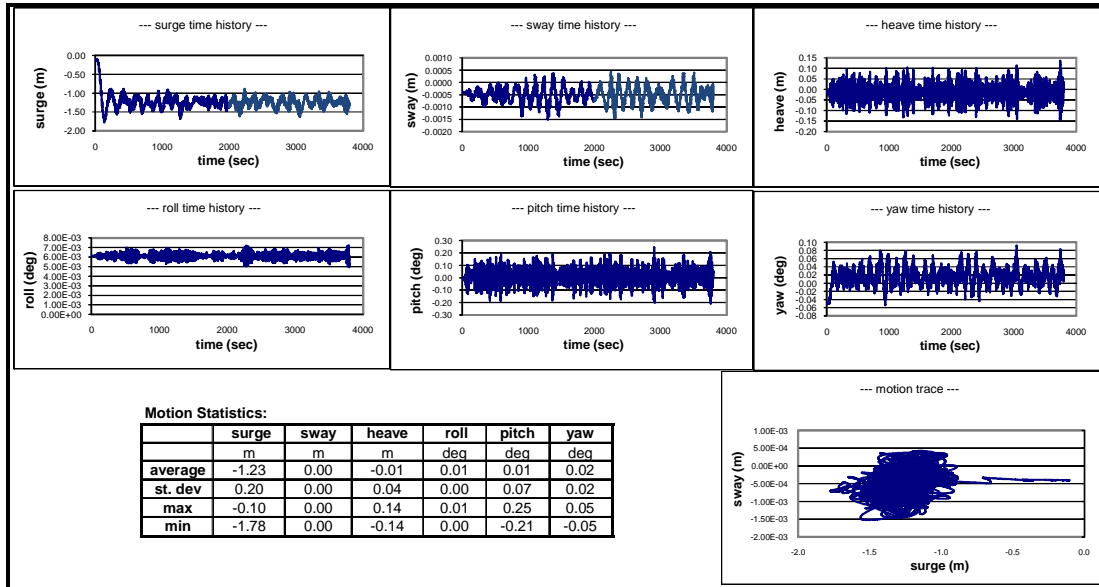 --- surge time history ---
0.00
-0.50
-1.00
-1.50
-2.00
surge (m)
0 1000 2000 3000 4000
time (sec)
--- sway time history ---
0.0010
0.0005
0.0000
-0.0005
-0.0010
-0.0015
-0.0020
sway (m)
0 1000 2000 3000 4000
time (sec)
--- heave time history ---
0.15
0.10
0.05
0.00
-0.05
-0.10
-0.15
-0.20
heave (m)
0 1000 2000 3000 4000
time (sec)
--- roll time history ---
8.00E-03
7.00E-03
6.00E-03
5.00E-03
4.00E-03
3.00E-03
2.00E-03
1.00E-03
0.00E+00
roll (deg)
0 1000 2000 3000 4000
time (sec)
--- pitch time history ---
0.30
0.20
0.10
0.00
-0.10
-0.20
-0.30
pitch (deg)
0 1000 2000 3000 4000
time (sec)
--- yaw time history ---
0.10
0.08
0.06
0.04
0.02
0.00
-0.02
-0.04
-0.06
-0.08
yaw (deg)
0 1000 2000 3000 4000
time (sec)
Motion Statistics:
surge sway heave roll pitch yaw
m m m deg deg deg
average -1.23 0.00 -0.01 0.01 0.01 0.02
st. dev 0.20 0.00 0.04 0.00 0.07 0.02
max -0.10 0.00 0.14 0.01 0.25 0.05
min -1.78 0.00 -0.14 0.00 -0.21 -0.05
--- motion trace ---
1.00E-03
5.00E-04
0.00E+00
-5.00E-04
-1.00E-03
-1.50E-03
-2.00E-03
sway (m)
-2.0 -1.5 -1.0 -0.5 0.0
surge (m)